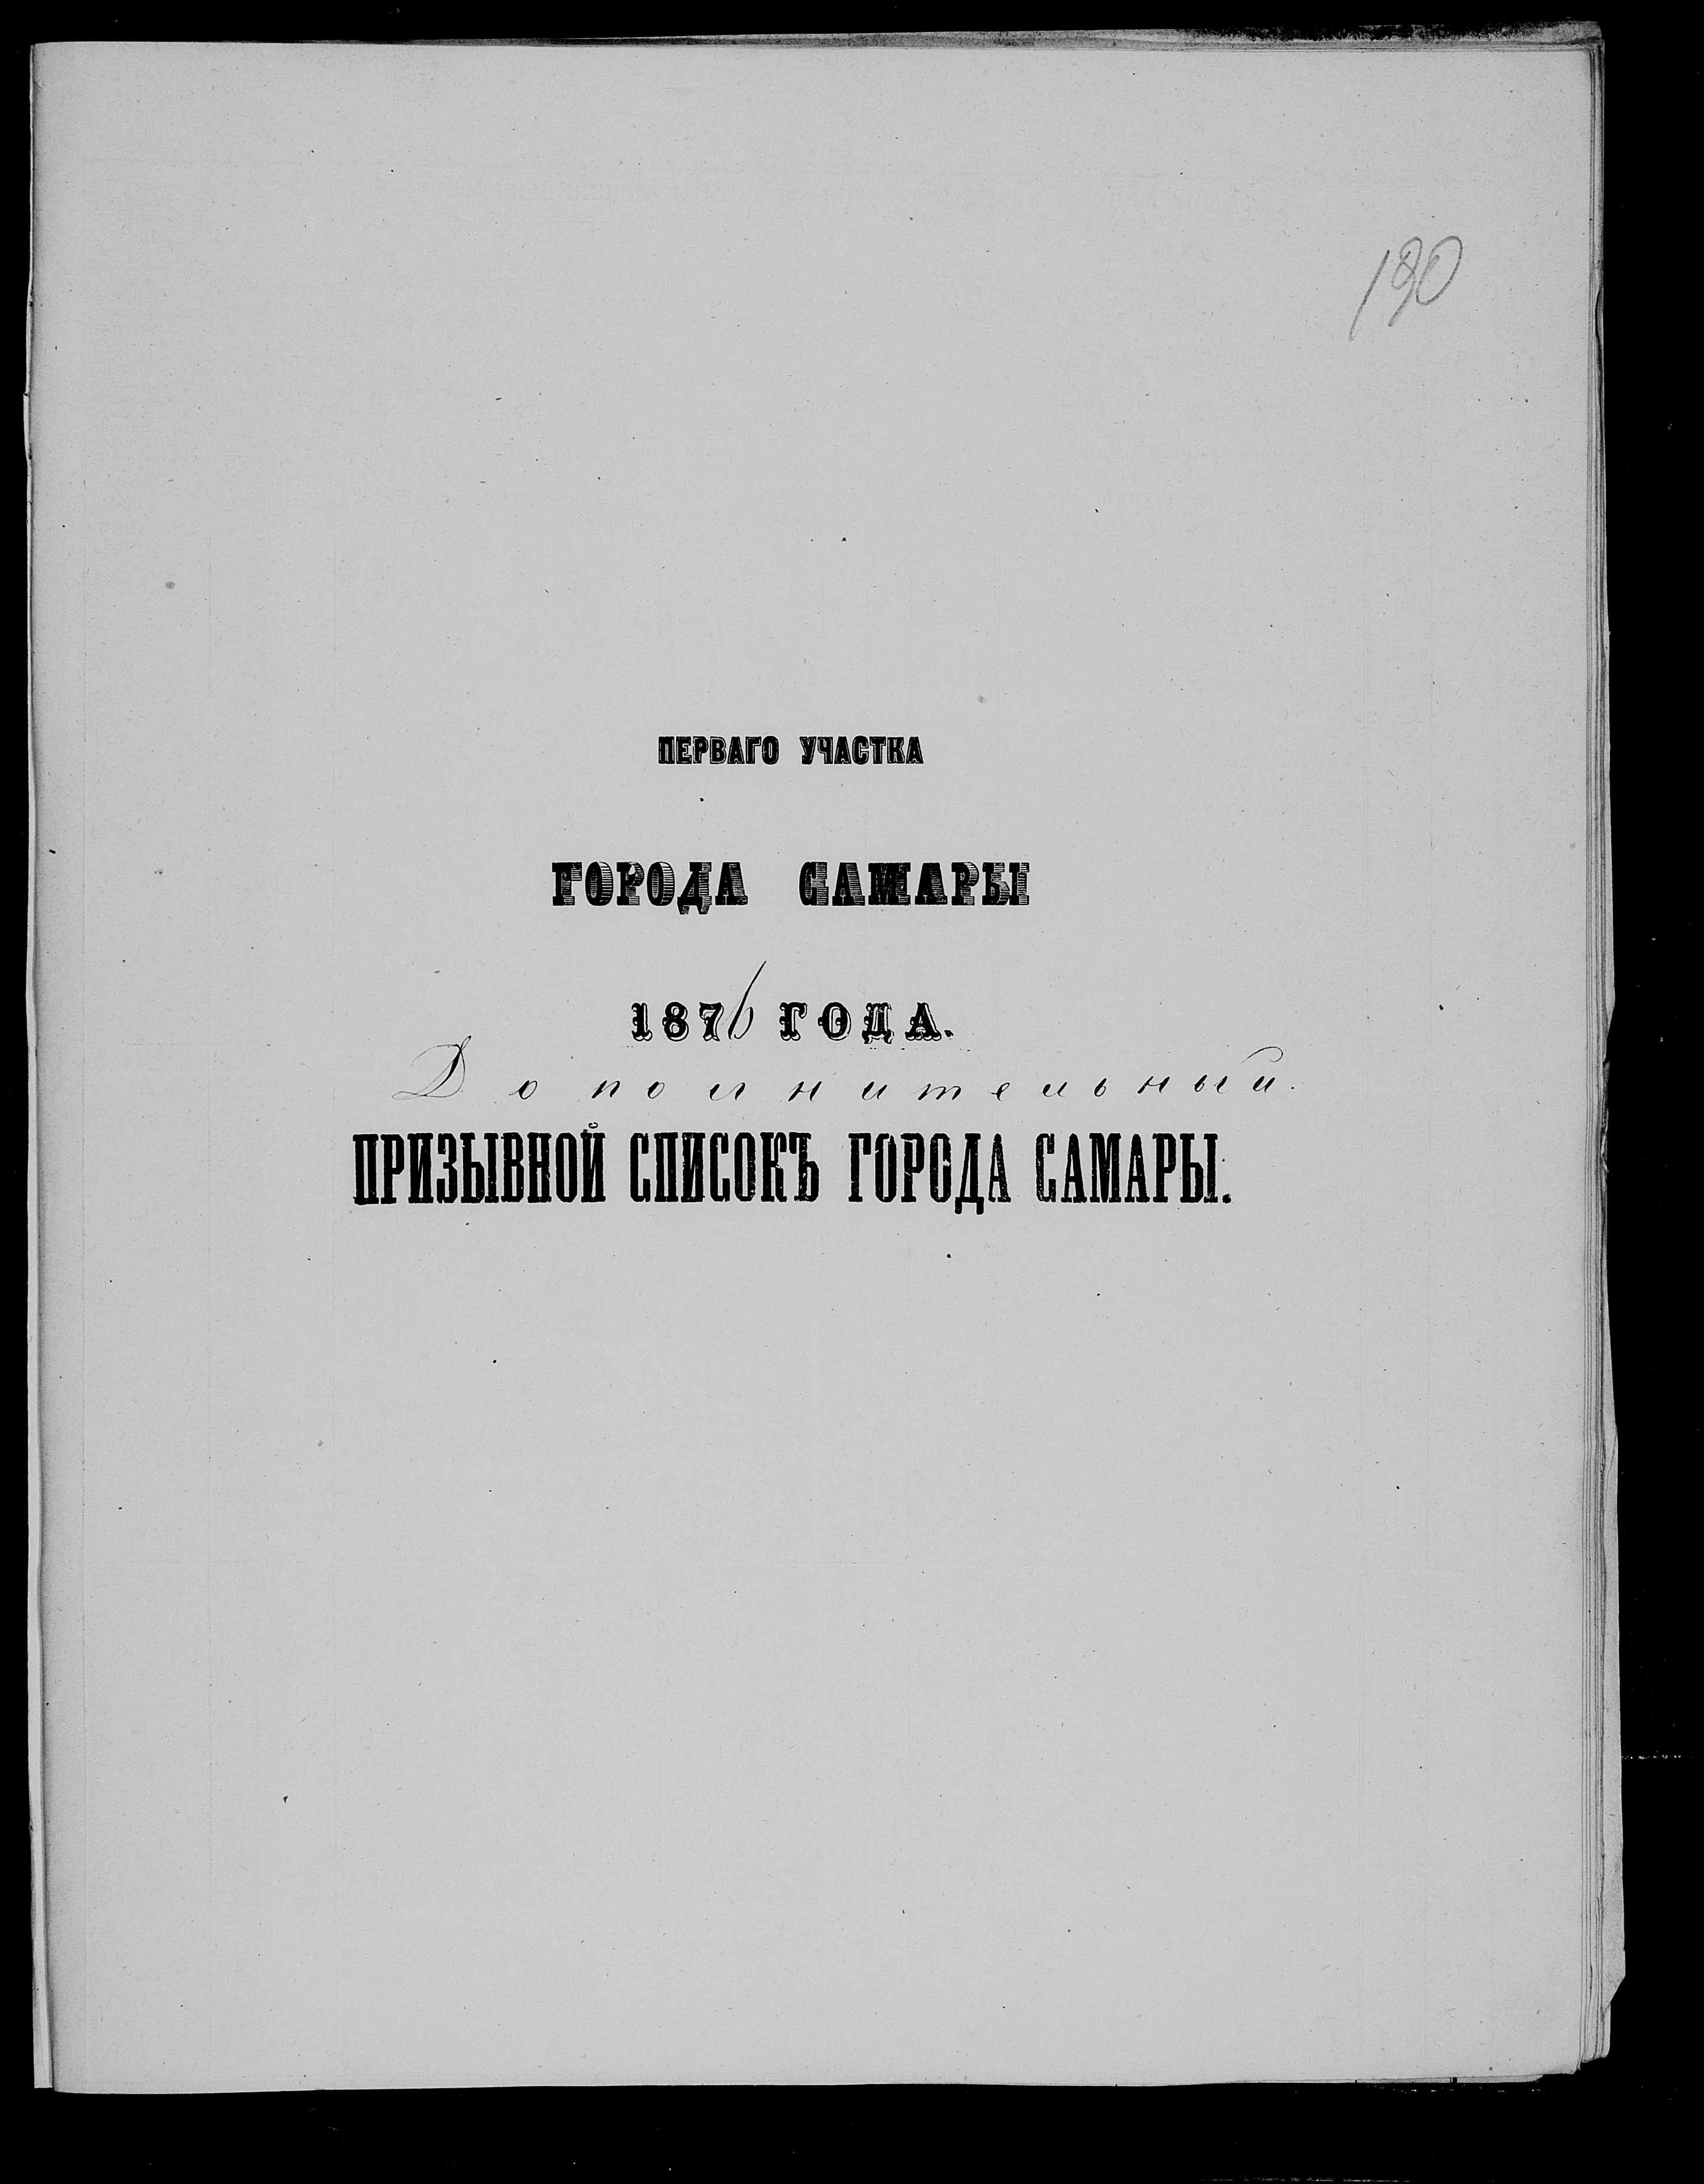 190
ПЕРВАГО УЧАСТКА
ГОРОДА САМАРЫ
1876 ГОДА.
Дополнительный.
ПРИЗЫВНОЙ СПИСОКЪ ГОРОДА САМАРЫ.